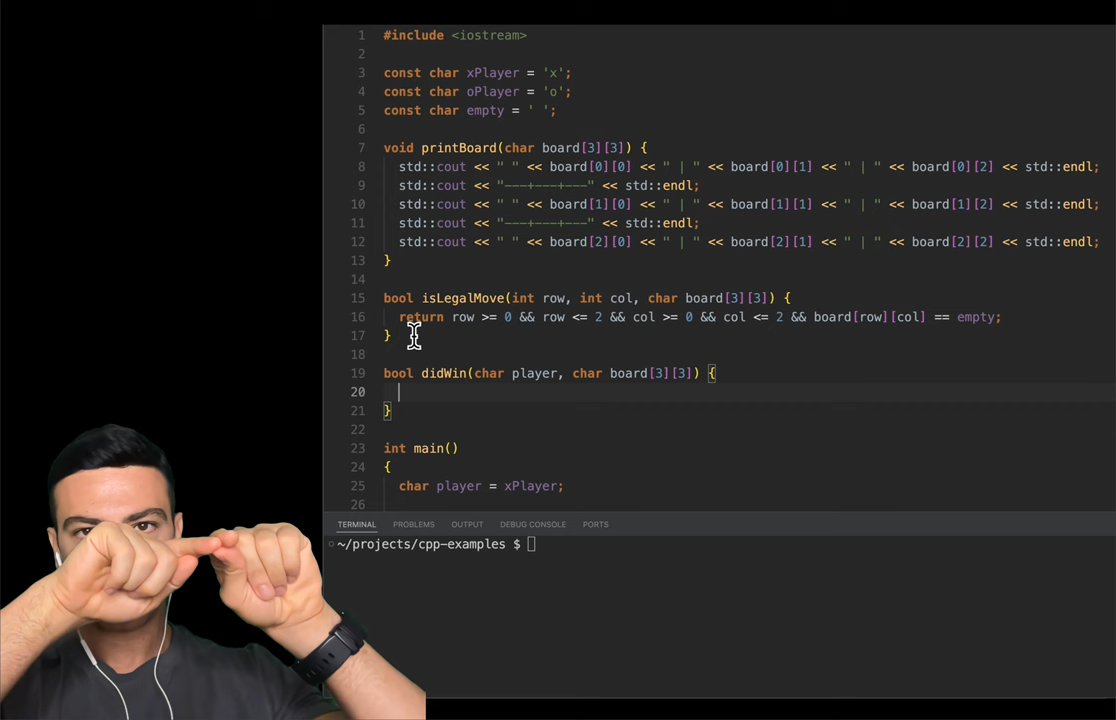 1 #include <iostream>
2
3 const char xPlayer = 'x';
4 const char oPlayer = 'o';
5 const char empty = ' ';
6
7 void printBoard(char board[3][3]) {
8 std::cout << " " << board[0][0] << " | " << board[0][1] << " | " << board[0][2] << std::endl;
9 std::cout << "---+---+---" << std::endl;
10 std::cout << " " << board[1][0] << " | " << board[1][1] << " | " << board[1][2] << std::endl;
11 std::cout << "---+---+---" << std::endl;
12 std::cout << " " << board[2][0] << " | " << board[2][1] << " | " << board[2][2] << std::endl;
13 }
14
15 bool isLegalMove(int row, int col, char board[3][3]) {
16 return row >= 0 && row <= 2 && col >= 0 && col <= 2 && board[row][col] == empty;
17 }
18
19 bool didWin(char player, char board[3][3]) {
20
21 }
22
23 int main()
24 {
25 char player = xPlayer;
26
TERMINAL PROBLEMS OUTPUT DEBUG CONSOLE PORTS
~/projects/cpp-examples $